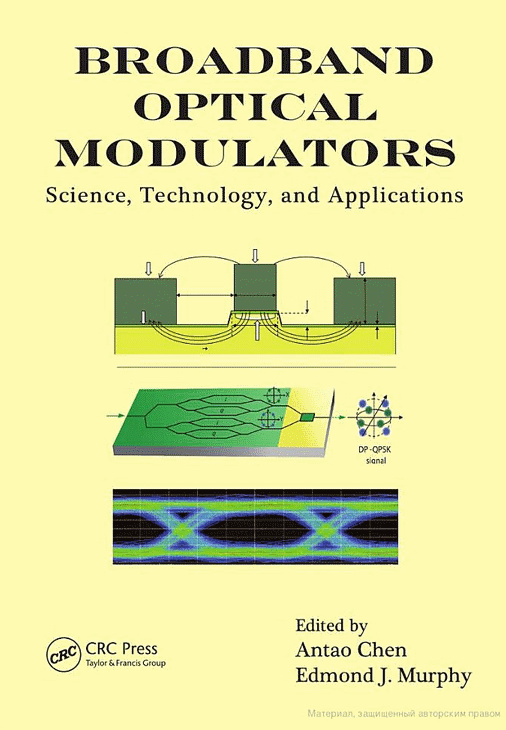 BROADBAND
OPTICAL
MODULATORS
Science, Technology, and Applications
I
Q
X
I
Q
Y
DP-QPSK
signal
Edited by
Antao Chen
Edmond J. Murphy
CRC
CRC Press
Taylor & Francis Group
Материал, защищенный авторским правом